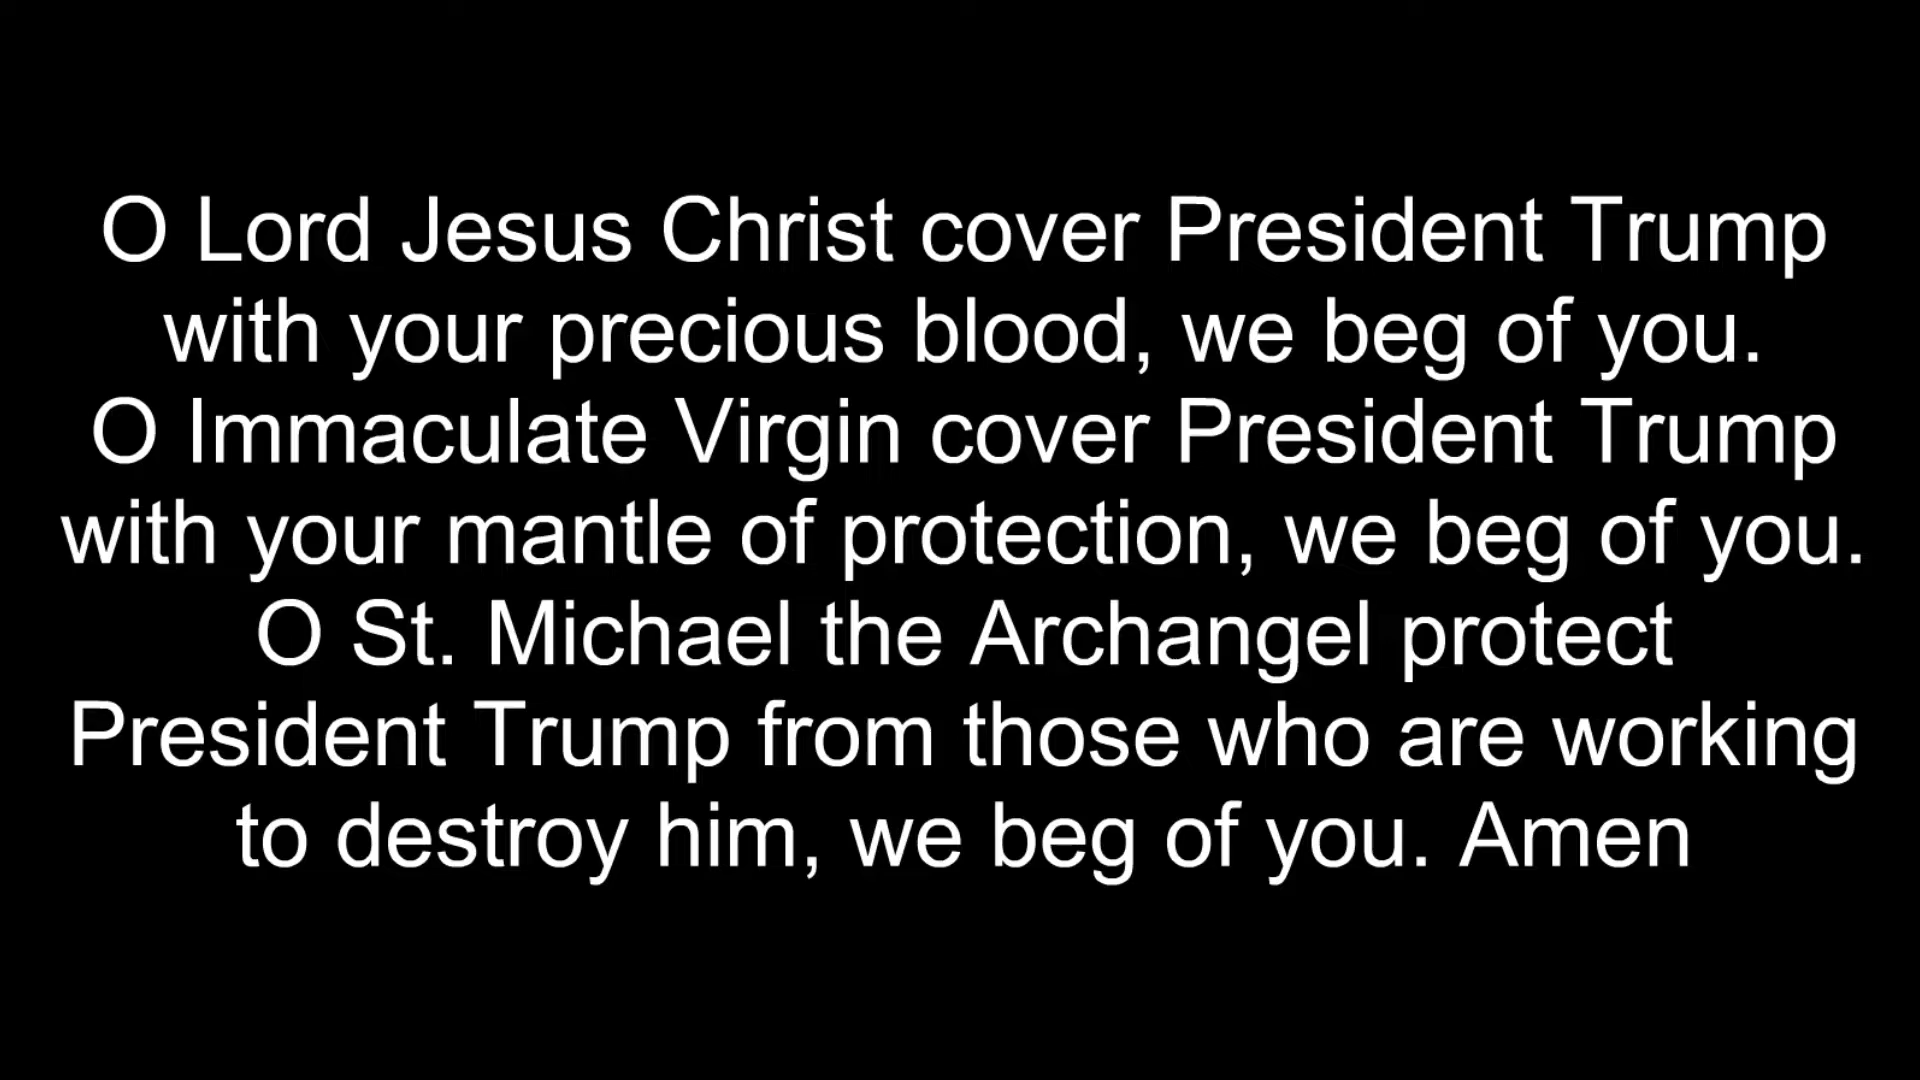 O Lord Jesus Christ cover President Trump
with your precious blood, we beg of you.
O Immaculate Virgin cover President Trump
with your mantle of protection, we beg of you.
O St. Michael the Archangel protect
President Trump from those who are working
to destroy him, we beg of you. Amen